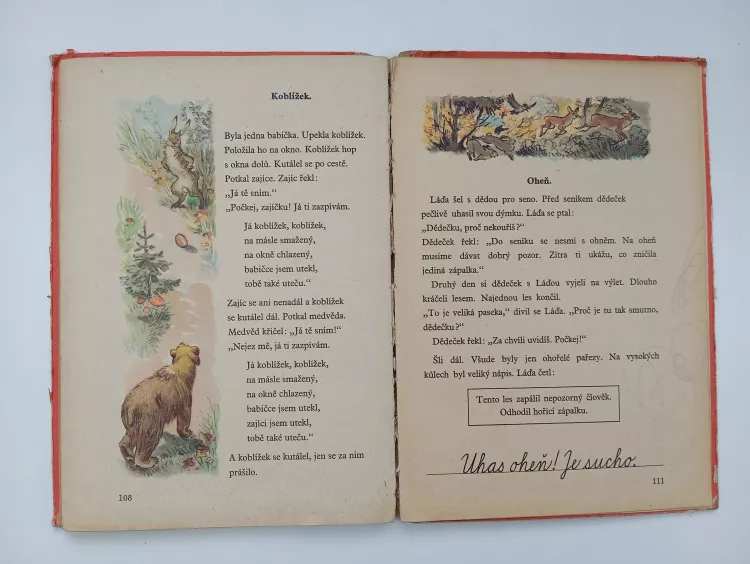 Koblížek.
Byla jedna babička. Upekla koblížek.
Položila ho na okno. Koblížek hop
s okna dolů. Kutálel se po cestě.
Potkal zajíce. Zajíc řekl:
„Já tě sním.“
„Počkej, zajíčku! Já ti zazpívám.
Já koblížek, koblížek,
na másle smažený,
na okně chlazený,
babičce jsem utekl,
tobě také uteču.“
Zajíc se ani nenadál a koblížek
se kutálel dál. Potkal medvěda.
Medvěd křičel: „Já tě sním!“
„Nejez mě, já ti zazpívám.
Já koblížek, koblížek,
na másle smažený,
na okně chlazený,
babičce jsem utekl,
zajíci jsem utekl,
tobě také uteču.“
A koblížek se kutálel, jen se za ním
prášilo.
108
Oheň.
Láďa šel s dědou pro seno. Před seníkem dědeček
pečlivě uhasil svou dýmku. Láďa se ptal:
„Dědečku, proč nekouříš?“
Dědeček řekl: „Do seníku se nesmí s ohněm. Na oheň
musíme dávat dobrý pozor. Zítra ti ukážu, co zničila
jediná zápalka.“
Druhý den si dědeček s Láďou vyjeli na výlet. Dlouho
kráčeli lesem. Najednou les končil.
„To je veliká paseka,“ divil se Láďa. „Proč je tu tak smutno,
dědečku?“
Dědeček řekl: „Za chvíli uvidíš. Počkej!“
Šli dál. Všude byly jen ohořelé pařezy. Na vysokých
kůlech byl veliký nápis. Láďa četl:
Tento les zapálil nepozorný člověk.
Odhodil hořící zápalku.
Uhas oheň! Je sucho.
111